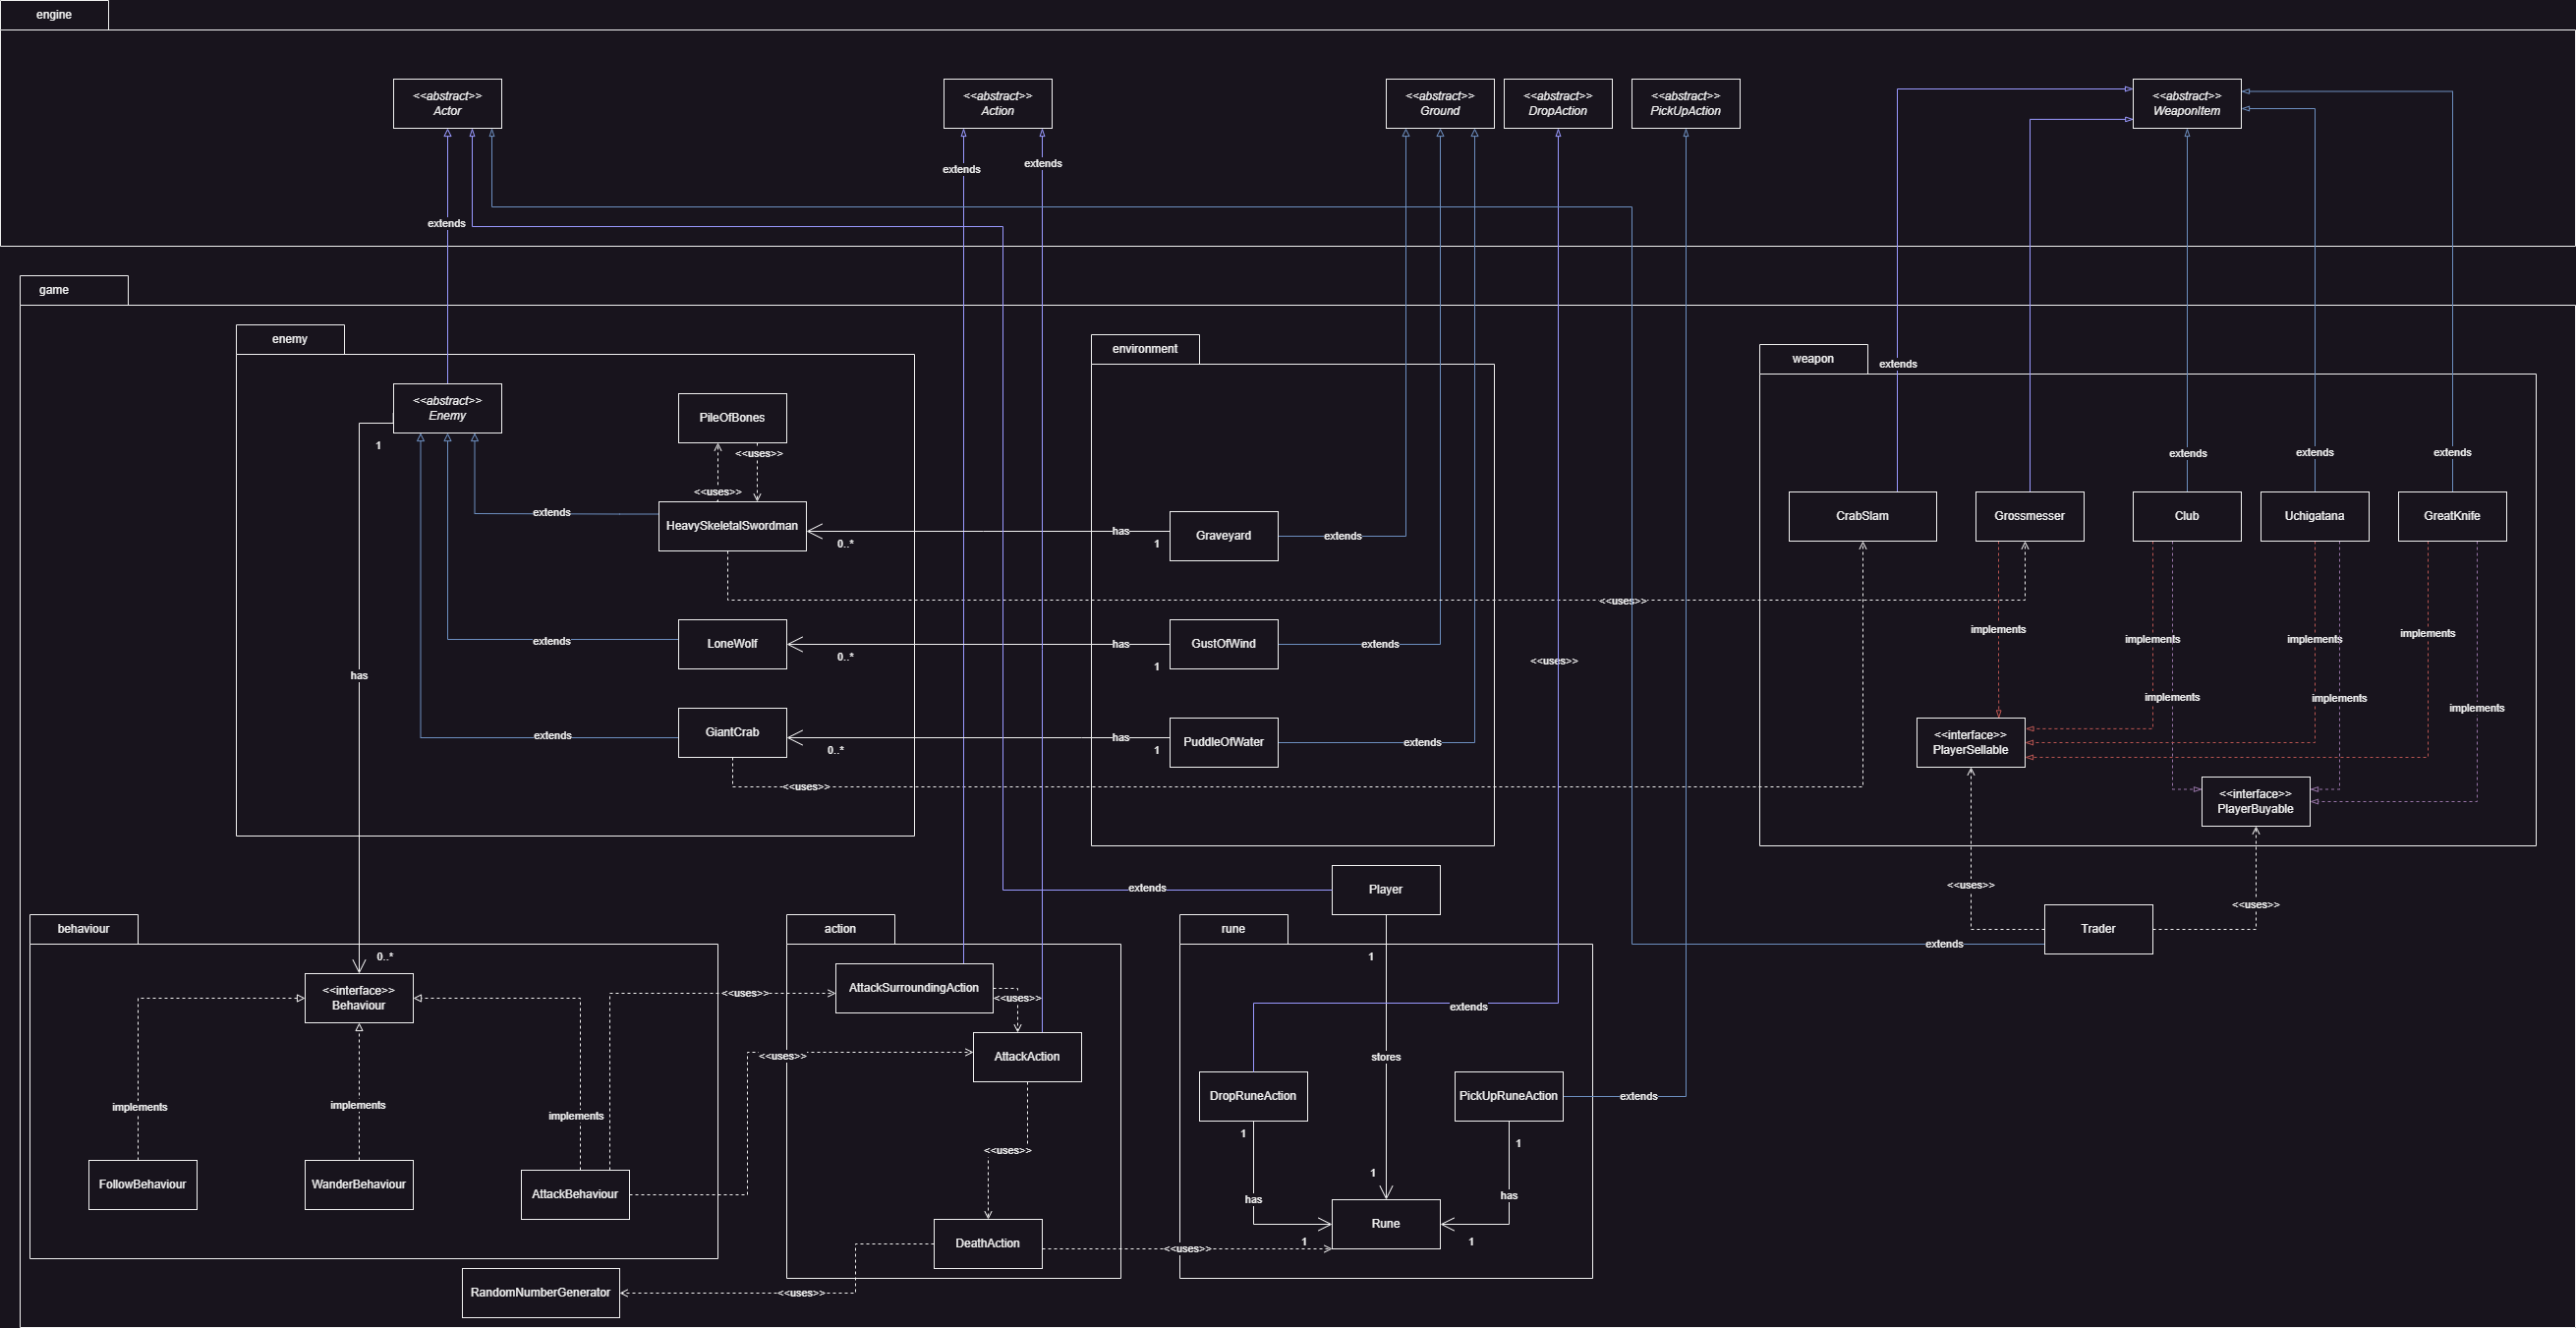 engine
<<abstract>>
Actor
<<abstract>>
Action
<<abstract>>
Ground
<<abstract>>
DropAction
<<abstract>>
PickUpAction
<<abstract>>
WeaponItem
extends
extends
extends
game
enemy
environment
weapon
extends
<<abstract>>
Enemy
1
PileOfBones
<<uses>>
<<uses>>
extends
HeavySkeletalSwordman
0..*
has
1
Graveyard
extends
extends
extends
extends
CrabSlam
Grossmesser
Club
Uchigatana
GreatKnife
<<uses>>
extends
LoneWolf
0..*
has
1
GustOfWind
extends
<<uses>>
implements
implements
implements
implements
has
implements
implements
implements
extends
GiantCrab
0..*
has
1
PuddleOfWater
extends
<<interface>>
PlayerSellable
<<uses>>
<<interface>>
PlayerBuyable
extends
Player
<<uses>>
<<uses>>
behaviour
action
rune
Trader
extends
1
0..*
<<interface>>
Behaviour
<<uses>>
AttackSurroundingAction
<<uses>>
extends
<<uses>>
AttackAction
stores
implements
implements
implements
DropRuneAction
PickUpRuneAction
extends
1
1
<<uses>>
FollowBehaviour
WanderBehaviour
AttackBehaviour
1
has
has
DeathAction
<<uses>>
1
Rune
1
RandomNumberGenerator
<<uses>>